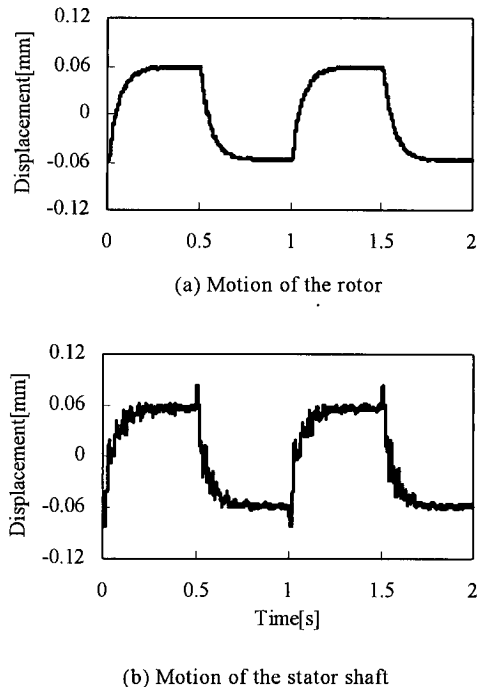 0.12
0.06
0
-0.06
-0.12
Displacement[mm]
0 0.5 1 1.5 2
(a) Motion of the rotor
0.12
0.06
0
-0.06
-0.12
Displacement[mm]
0 0.5 1 1.5 2
Time[s]
(b) Motion of the stator shaft